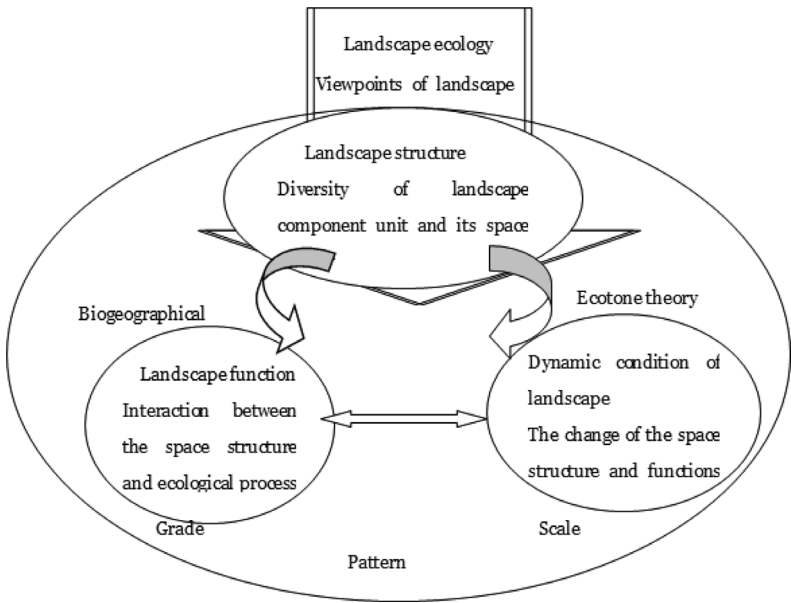 Landscape ecology
Viewpoints of landscape
Landscape structure
Diversity of landscape
component unit and its space
Biogeographical
Ecotone theory
Landscape function
Interaction between
the space structure
and ecological process
Dynamic condition of
landscape
The change of the space
structure and functions
Grade
Scale
Pattern